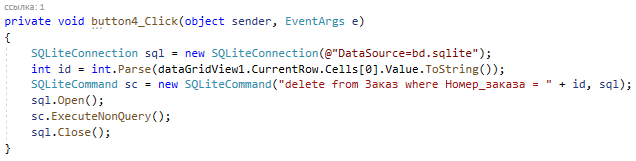 ссылка: 1
private void button4_Click(object sender, EventArgs e)
{
SQLiteConnection sql = new SQLiteConnection(@"DataSource=bd.sqlite");
int id = int.Parse(dataGridView1.CurrentRow.Cells[0].Value.ToString());
SQLiteCommand sc = new SQLiteCommand("delete from Заказ where Номер_заказа = " + id, sql);
sql.Open();
sc.ExecuteNonQuery();
sql.Close();
}